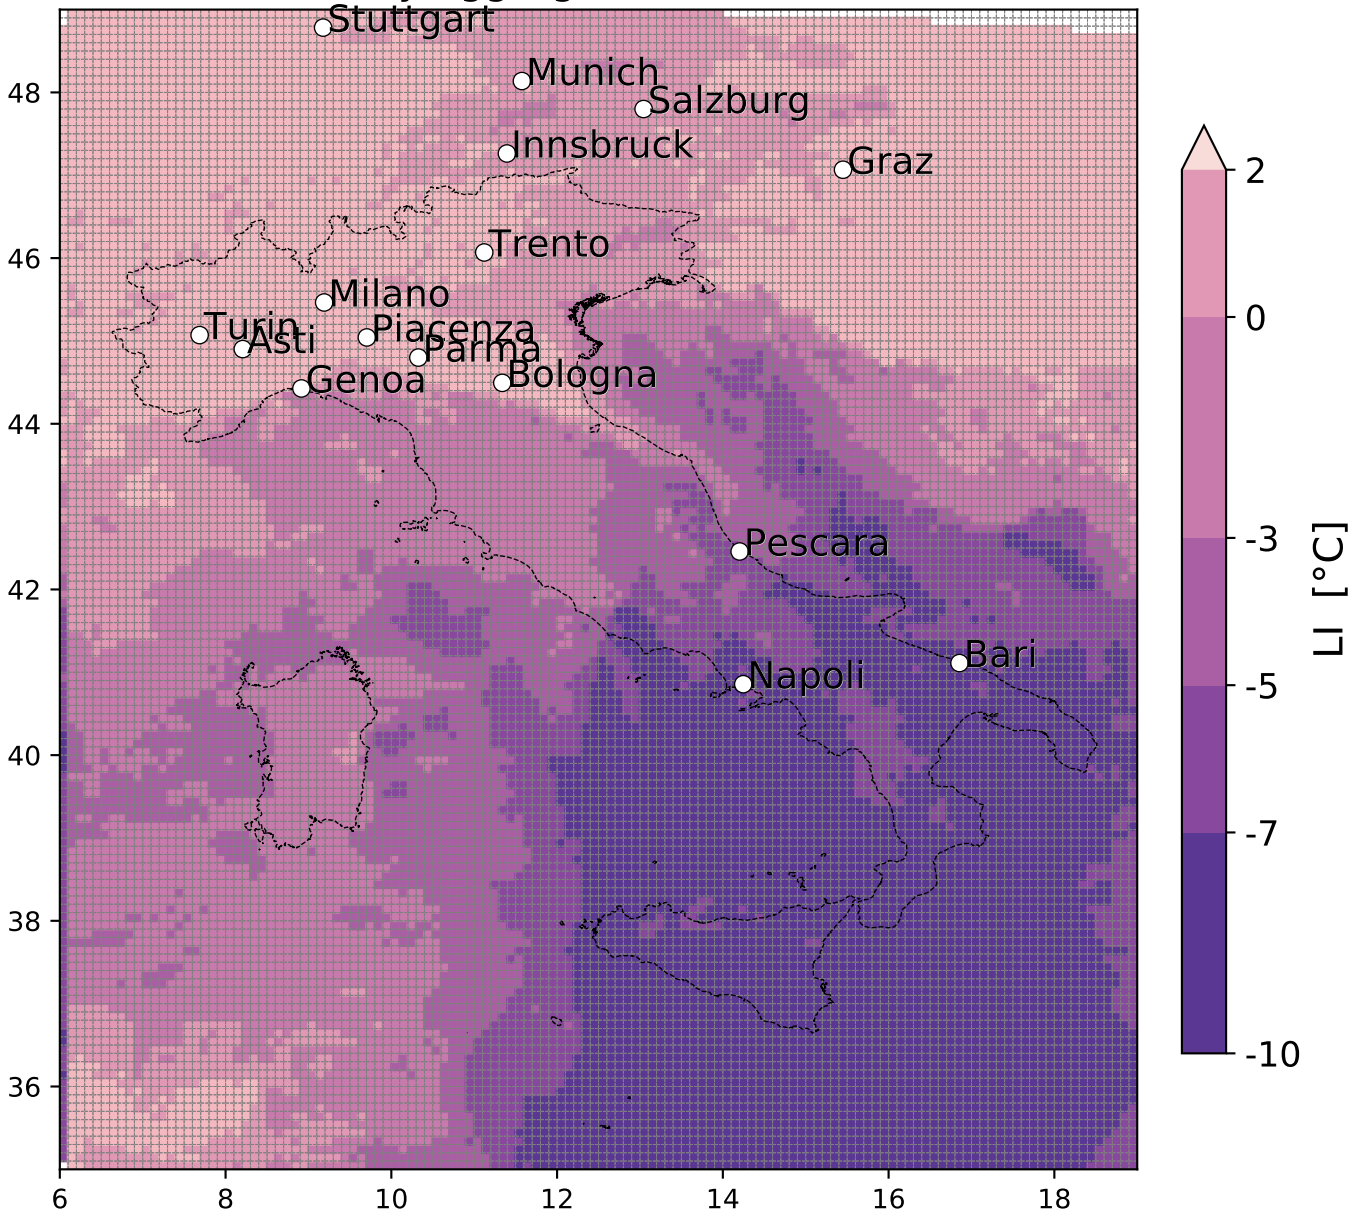 Stuttgart
Munich
Salzburg
Innsbruck
Graz
Trento
Milano
Turin
Asti
Piacenza
Parma
Genoa
Bologna
Pescara
Bari
Napoli
48
46
44
42
40
38
36
6 8 10 12 14 16 18
2
0
-3
-5
-7
-10
LI [°C]